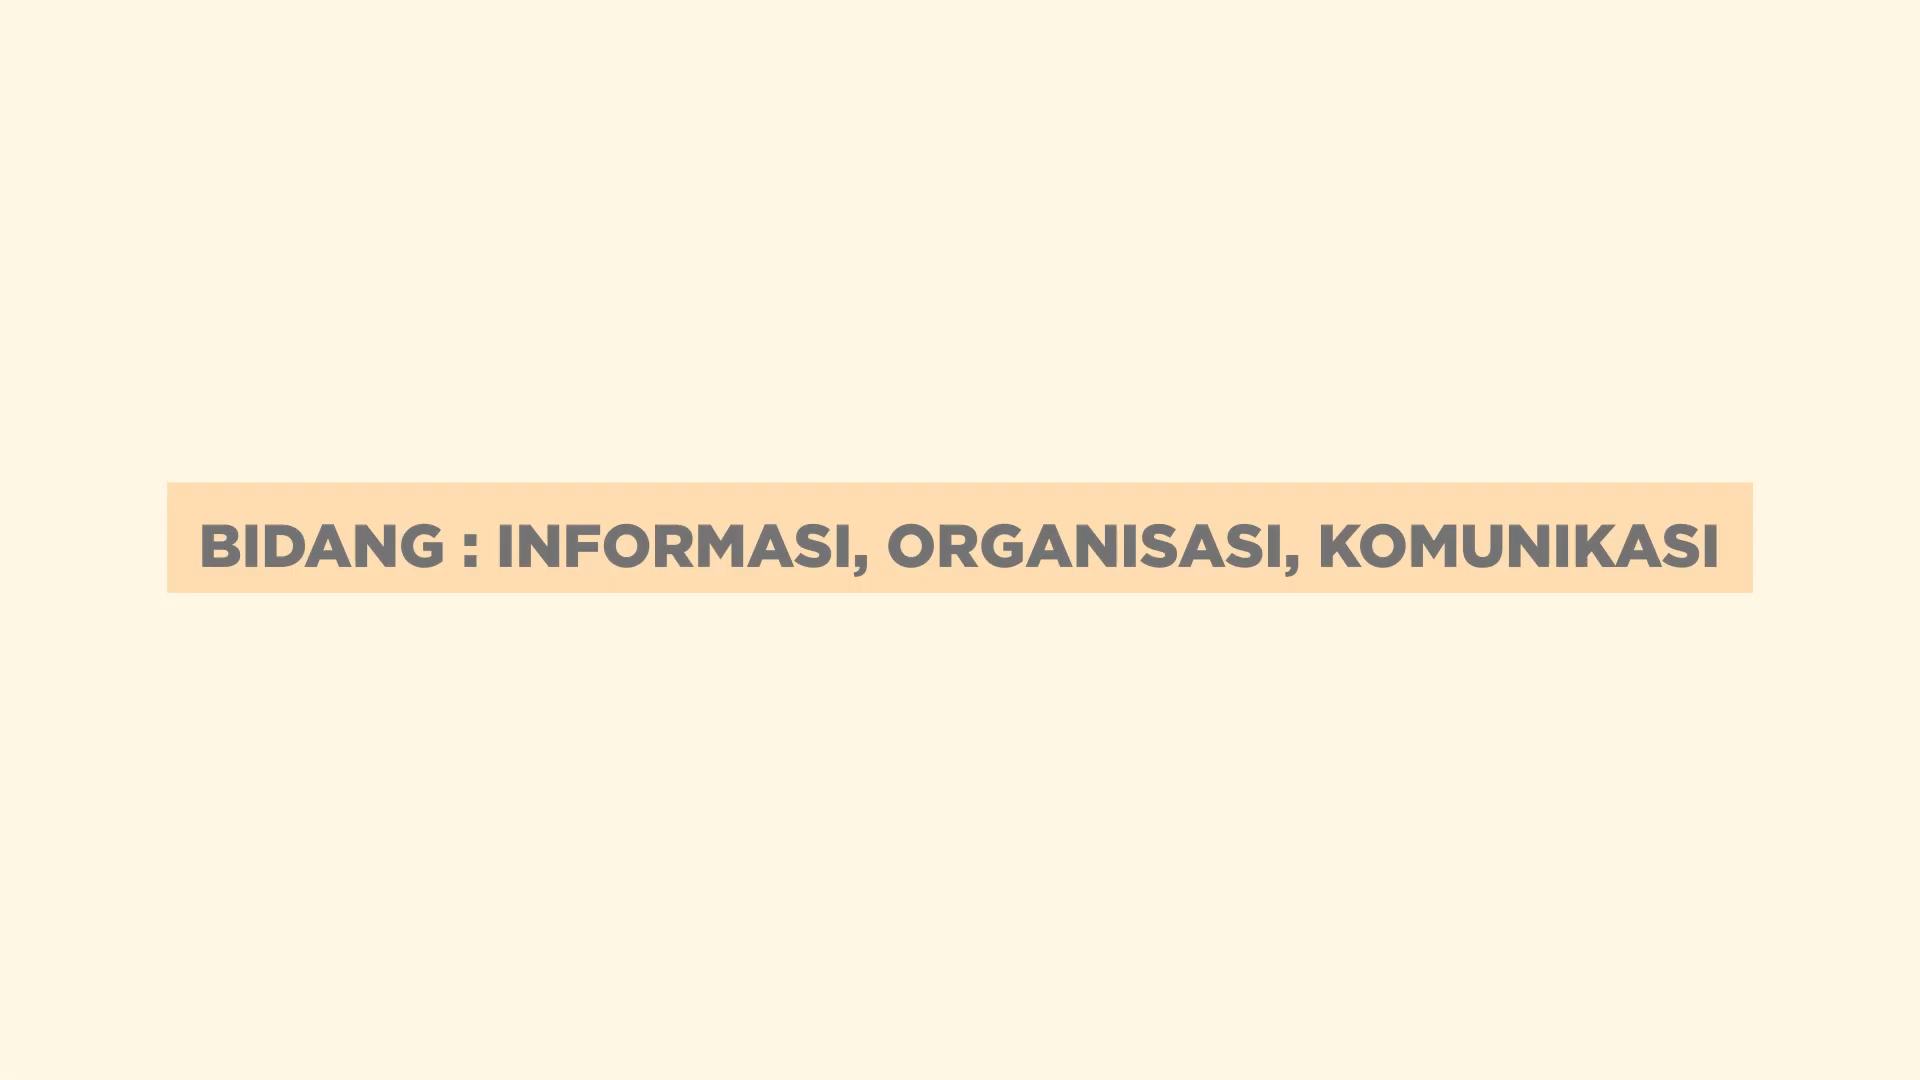 BIDANG : INFORMASI, ORGANISASI, KOMUNIKASI